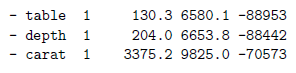 - table 1 130.3 6580.1 -88953
- depth 1 204.0 6653.8 -88442
- carat 1 3375.2 9825.0 -70573